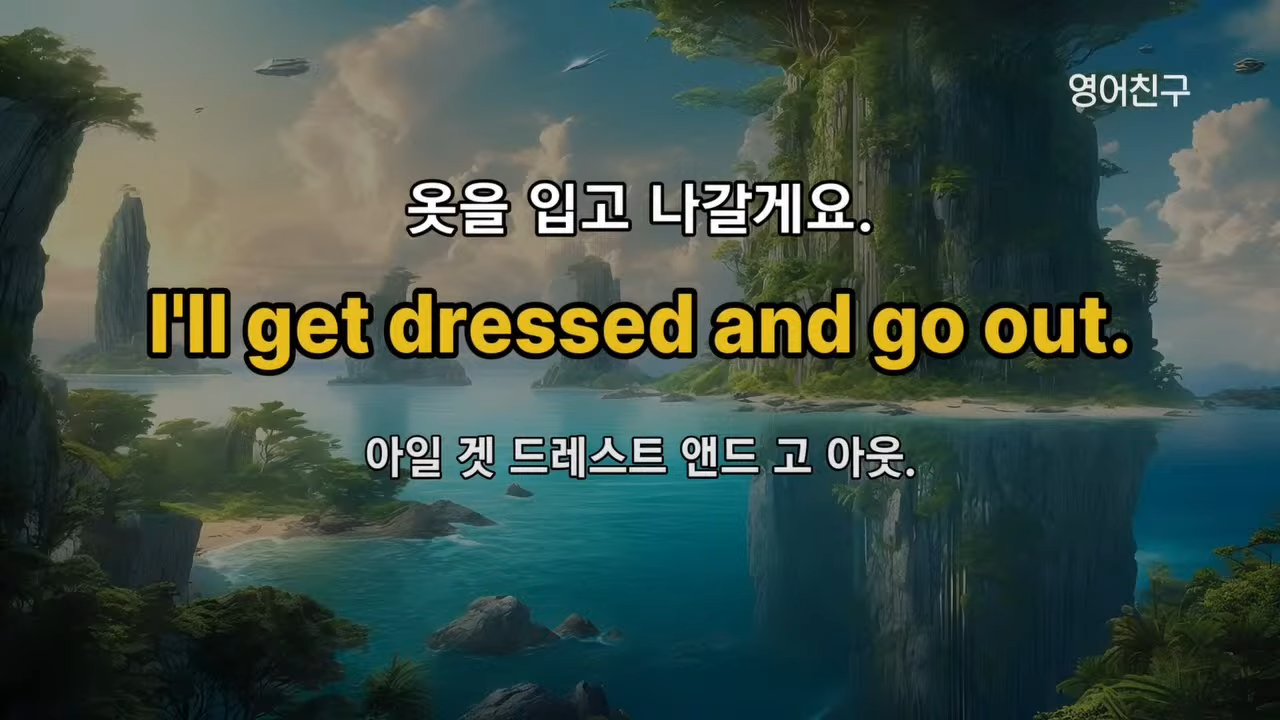 영어친구
옷을 입고 나갈게요.
I'll get dressed and go out.
아일 겟 드레스트 앤드 고 아웃.